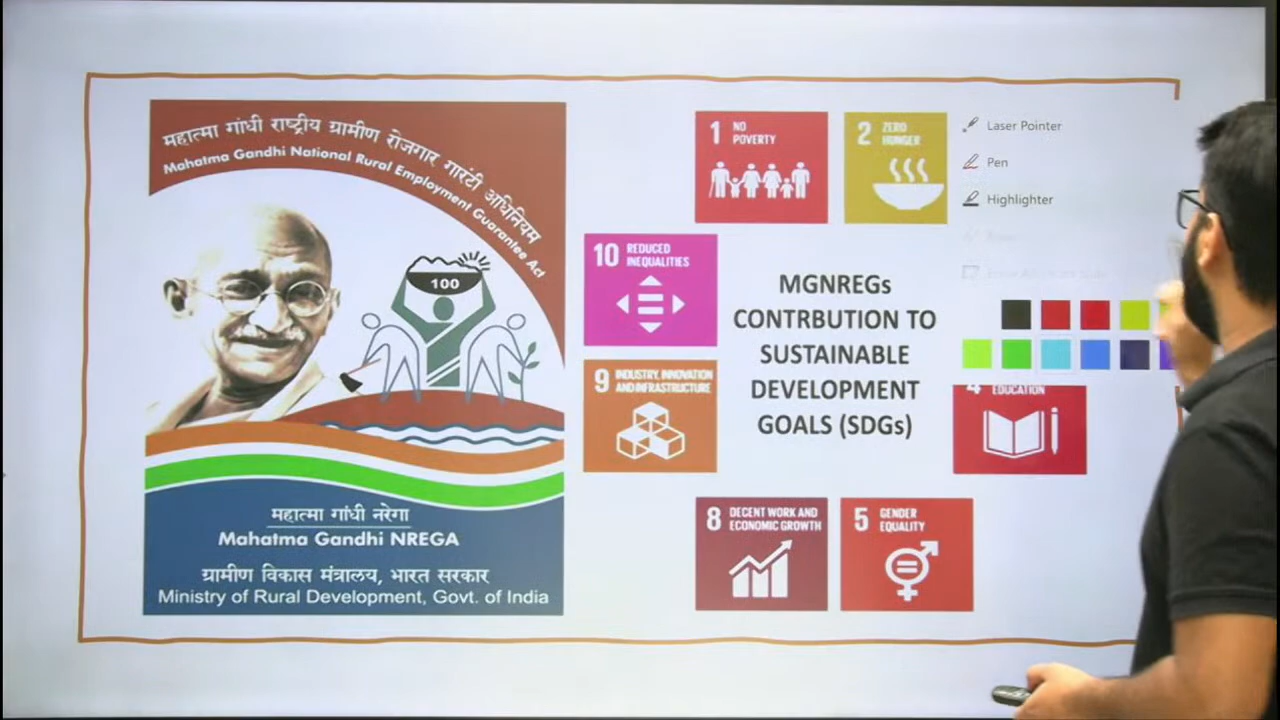 महात्मा गांधी राष्ट्रीय ग्रामीण रोजगार गारंटी अधिनियम
Mahatma Gandhi National Rural Employment Guarantee Act
100
महात्मा गांधी नरेगा
Mahatma Gandhi NREGA
ग्रामीण विकास मंत्रालय, भारत सरकार
Ministry of Rural Development, Govt. of India
1 NO
POVERTY
2 ZERO
HUNGER
10 REDUCED
INEQUALITIES
9 INDUSTRY, INNOVATION
AND INFRASTRUCTURE
MGNREGs
CONTRBUTION TO
SUSTAINABLE
DEVELOPMENT
GOALS (SDGs)
4
EDUCATION
8 DECENT WORK AND
ECONOMIC GROWTH
5 GENDER
EQUALITY
Laser Pointer
Pen
Highlighter